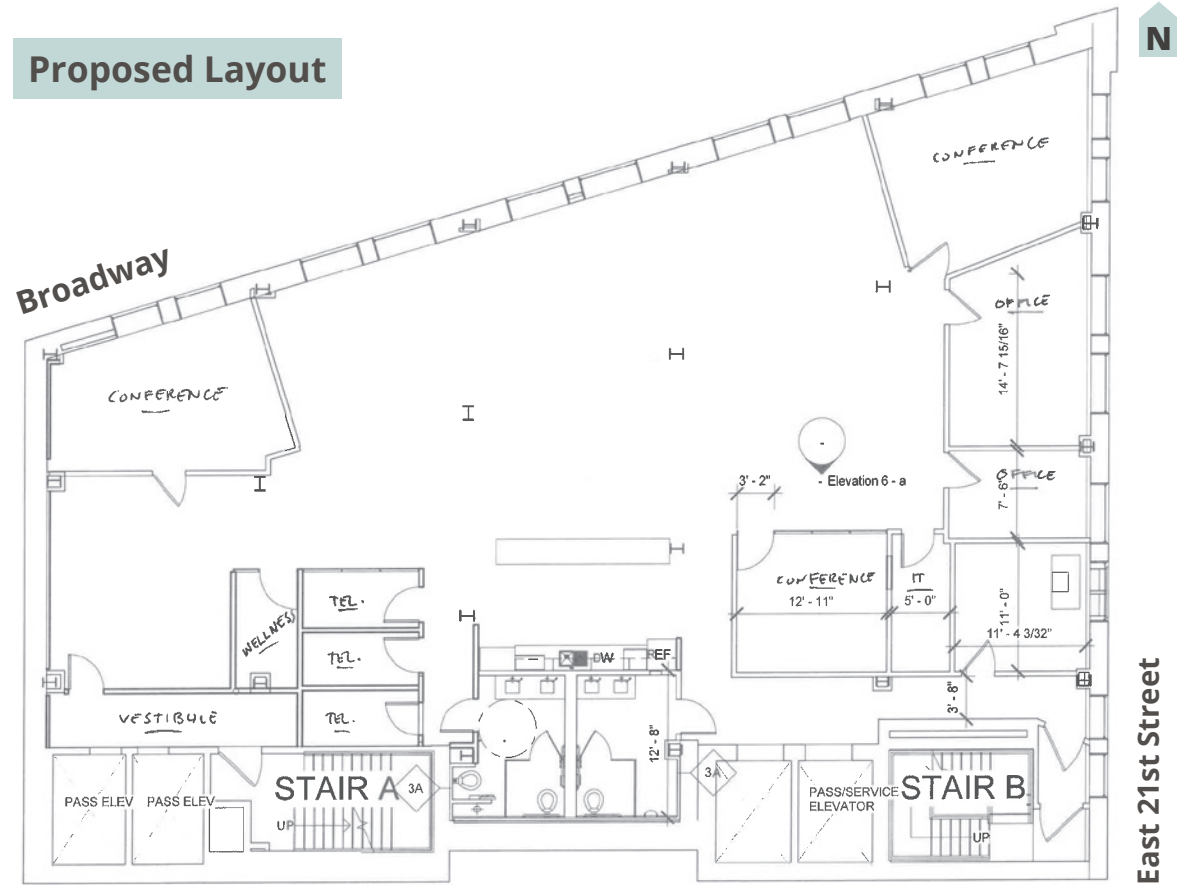 Proposed Layout
N
CONFERENCE
Broadway
OFFICE
14' - 7 15/16"
CONFERENCE
- Elevation 6 - a
3' - 2"
OFFICE
7' - 6"
CONFERENCE
12' - 11"
IT
5' - 0"
11' - 0"
11' - 4 3/32"
TEL.
WELLNESS
TEL.
TEL.
VESTIBULE
DW
REF
3' - 8"
12' - 8"
STAIR A
3A
3A
STAIR B
PASS ELEV
PASS ELEV
PASS/SERVICE
ELEVATOR
UP
UP
East 21st Street